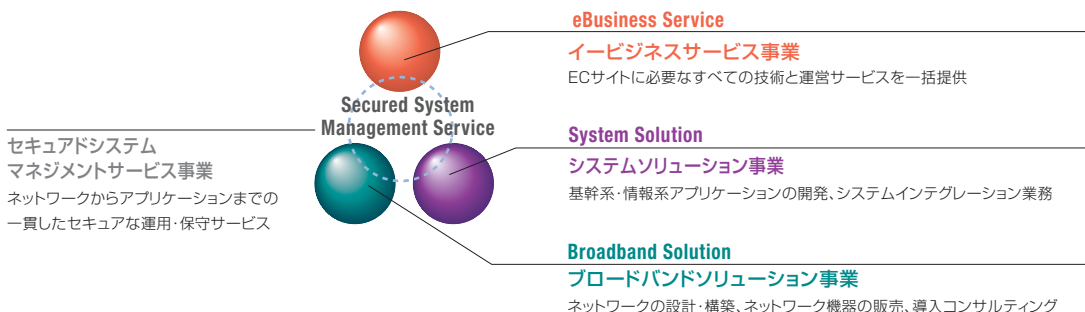 eBusiness Service
イービジネスサービス事業
ECサイトに必要なすべての技術と運営サービスを一括提供
Secured System
Management Service
セキュアドシステム
マネジメントサービス事業
ネットワークからアプリケーションまでの
一貫したセキュアな運用・保守サービス
System Solution
システムソリューション事業
基幹系・情報系アプリケーションの開発、システムインテグレーション業務
Broadband Solution
ブロードバンドソリューション事業
ネットワークの設計・構築、ネットワーク機器の販売、導入コンサルティング